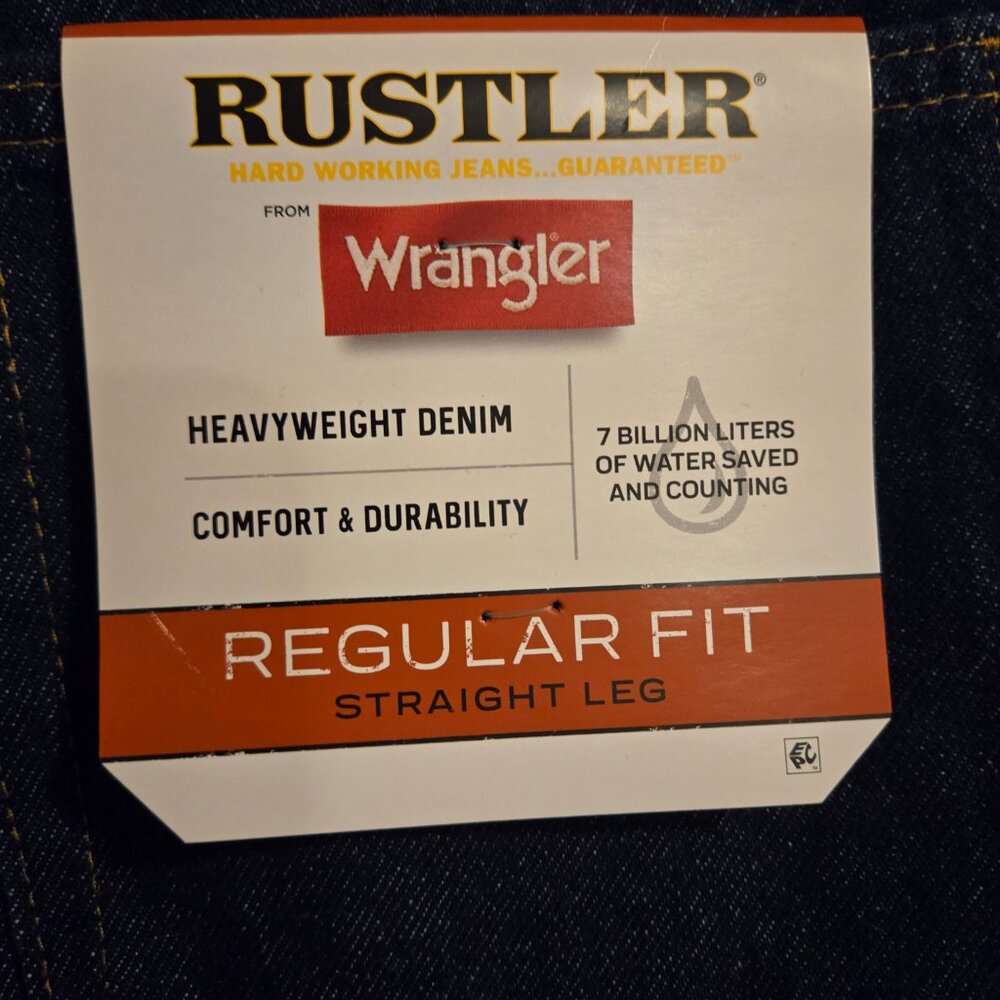 RUSTLER®
HARD WORKING JEANS...GUARANTEED™
FROM
Wrangler®
HEAVYWEIGHT DENIM
COMFORT & DURABILITY
7 BILLION LITERS
OF WATER SAVED
AND COUNTING
REGULAR FIT
STRAIGHT LEG
EPC™